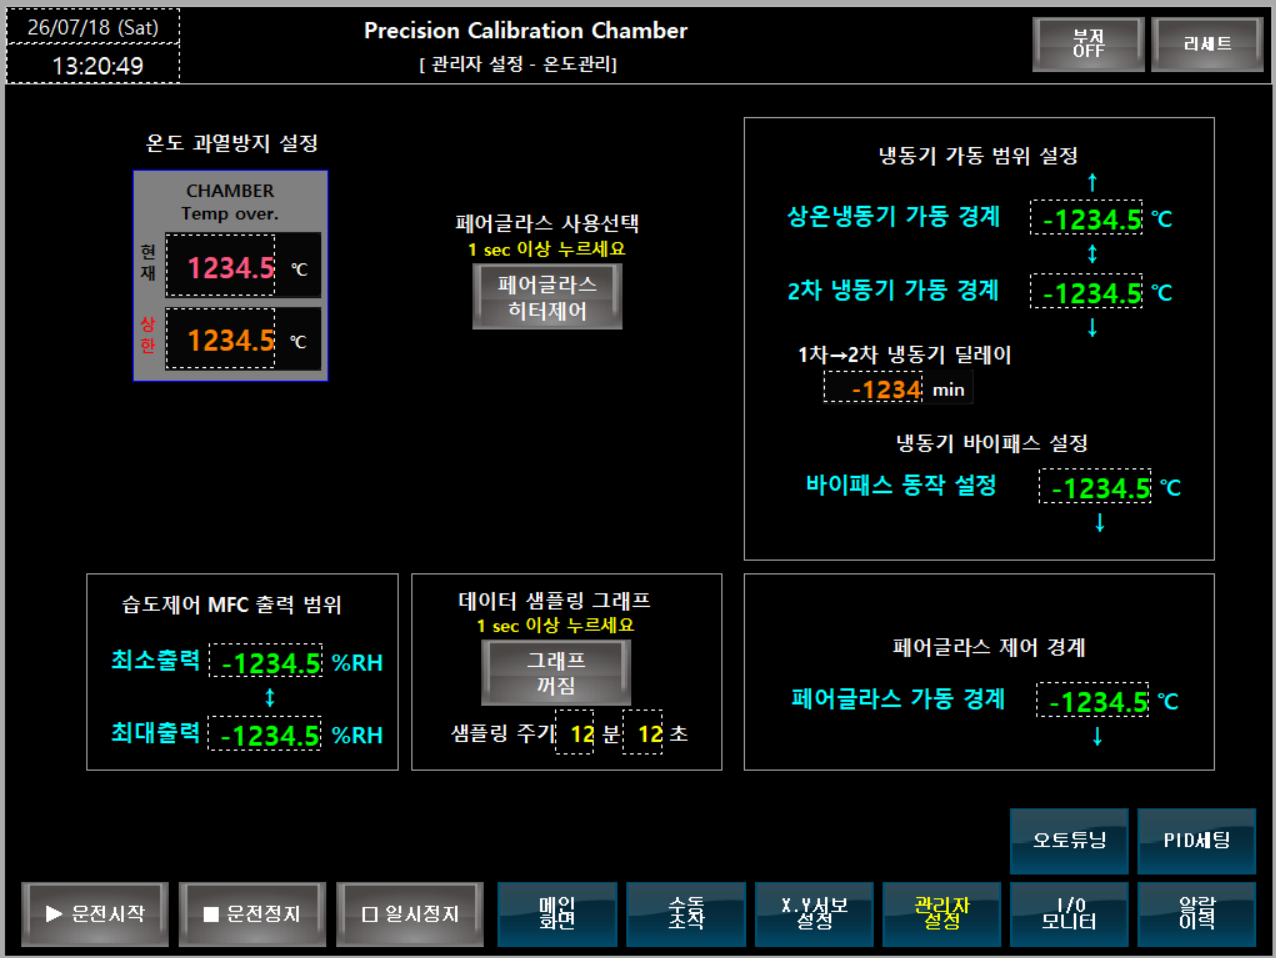 26/07/18 (Sat)
13:20:49
Precision Calibration Chamber
[ 관리자 설정 - 온도관리]
부저
OFF
리세트
온도 과열방지 설정
CHAMBER
Temp over.
현재
1234.5 ℃
상한
1234.5 ℃
페어글라스 사용선택
1 sec 이상 누르세요
페어글라스
히터제어
냉동기 가동 범위 설정
↑
상온냉동기 가동 경계 -1234.5 ℃
↕
2차 냉동기 가동 경계 -1234.5 ℃
↓
1차→2차 냉동기 딜레이
-1234 min
냉동기 바이패스 설정
바이패스 동작 설정 -1234.5 ℃
↓
습도제어 MFC 출력 범위
최소출력 -1234.5 %RH
↕
최대출력 -1234.5 %RH
데이터 샘플링 그래프
1 sec 이상 누르세요
그래프
꺼짐
샘플링 주기 12 분 12 초
페어글라스 제어 경계
페어글라스 가동 경계 -1234.5 ℃
↓
오토튜닝
PID세팅
▶ 운전시작
■ 운전정지
□ 일시정지
메인
화면
수동
조작
X.Y서보
설정
관리자
설정
I/O
모니터
알람
이력